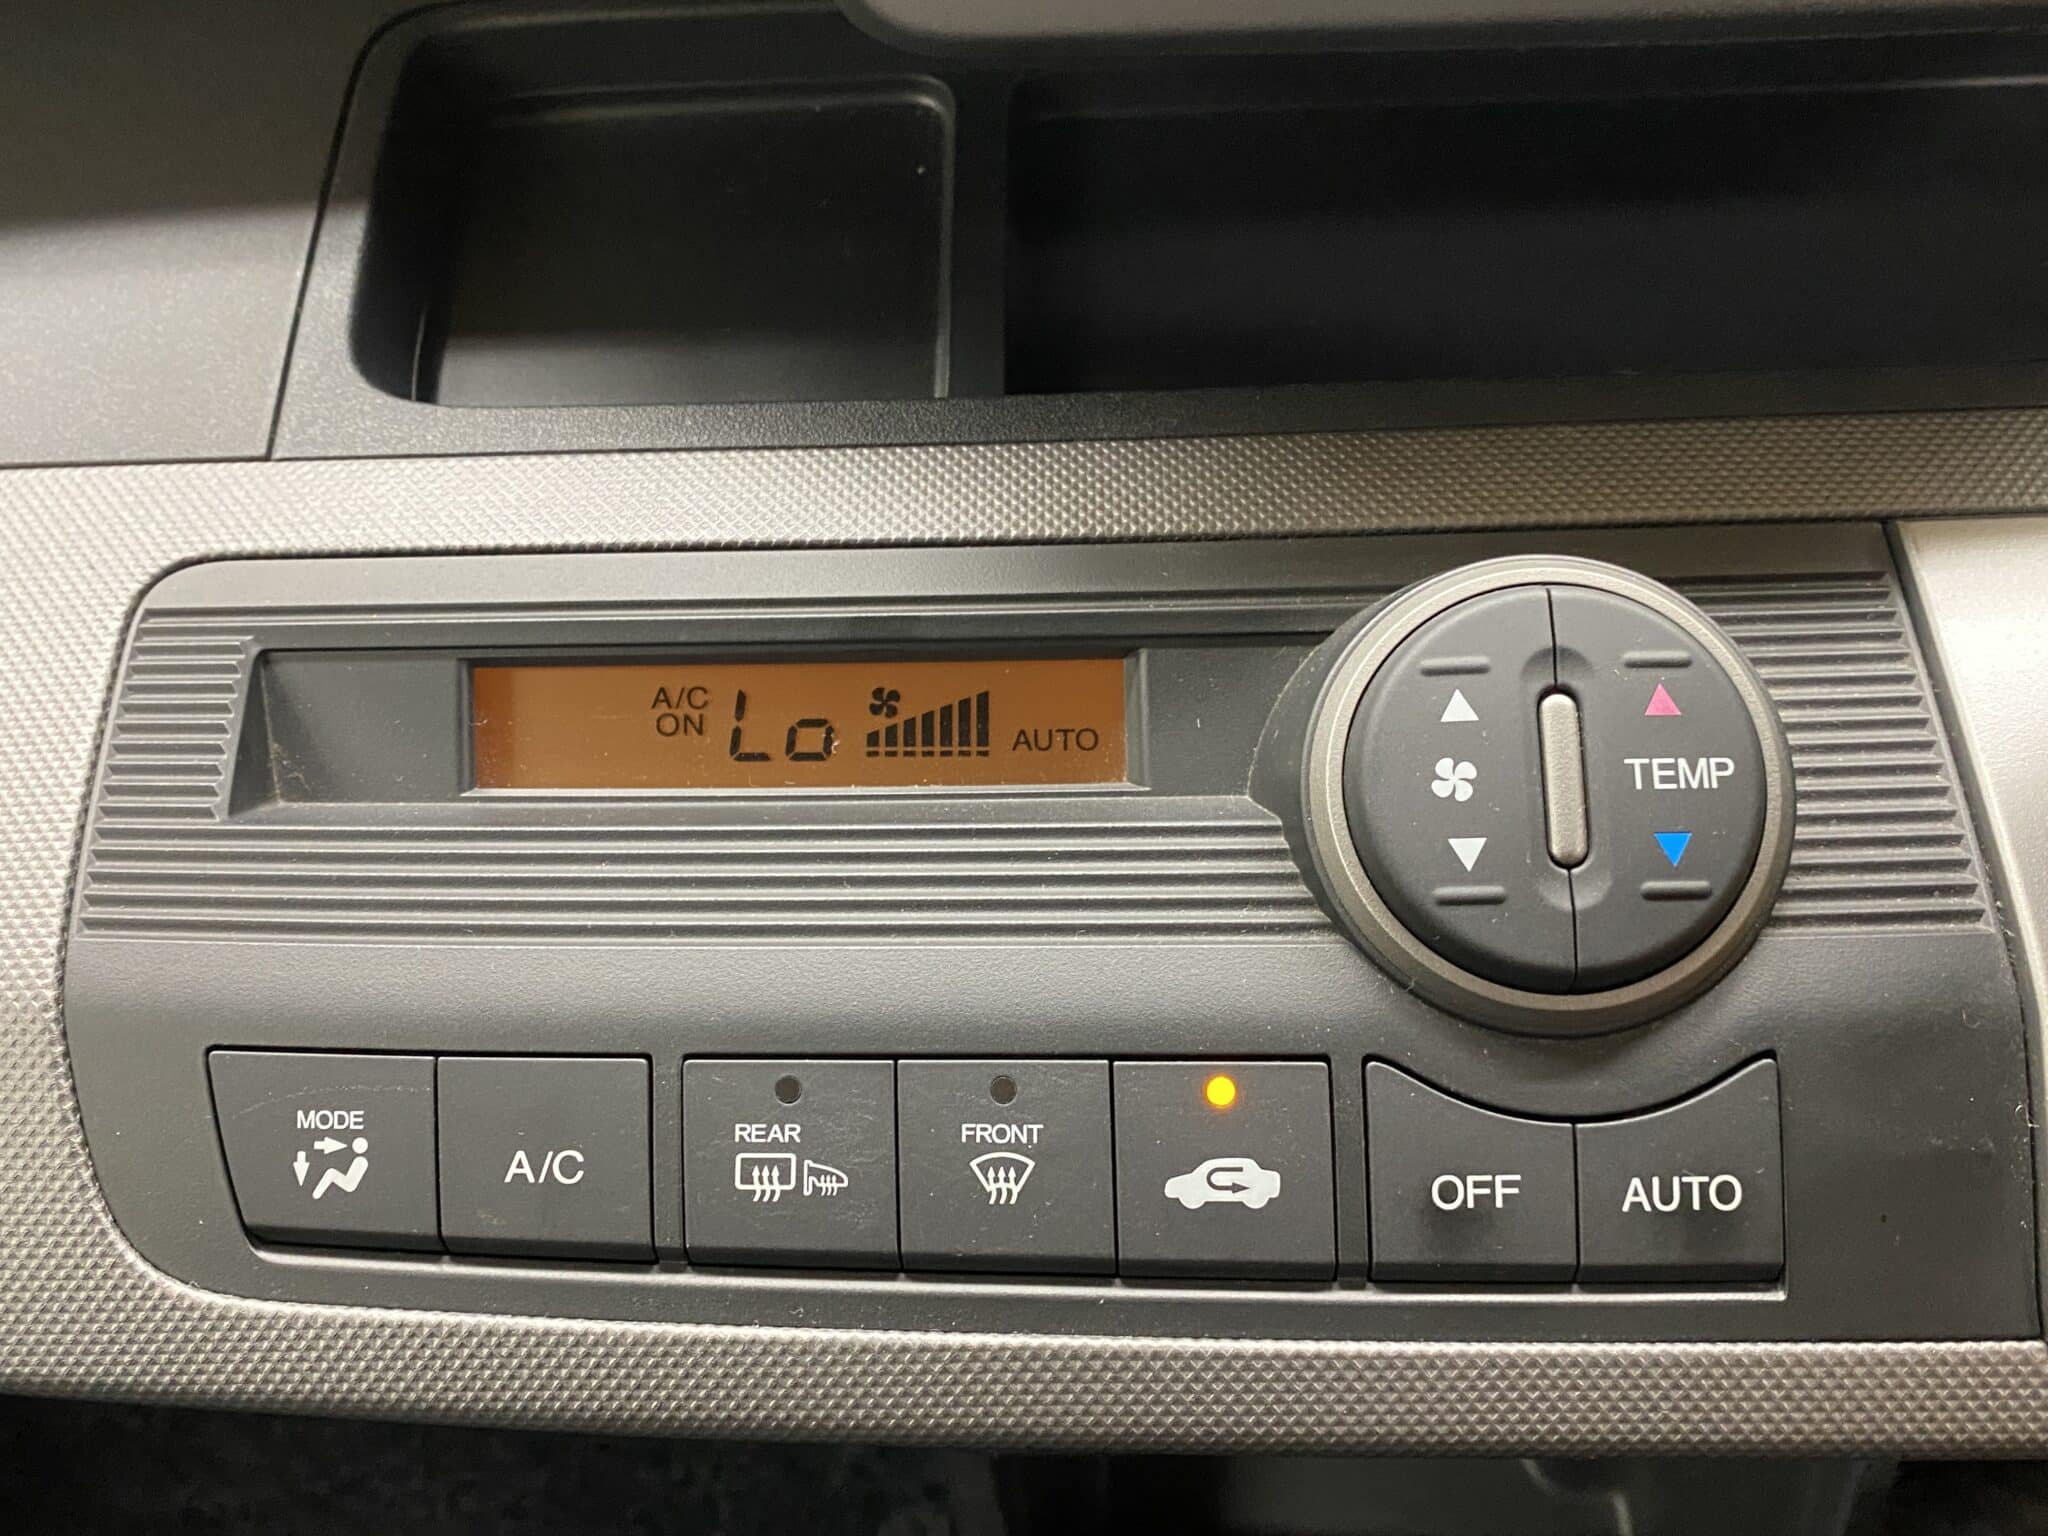 A/C
ON
Lo
AUTO
TEMP
MODE
A/C
REAR
FRONT
OFF
AUTO